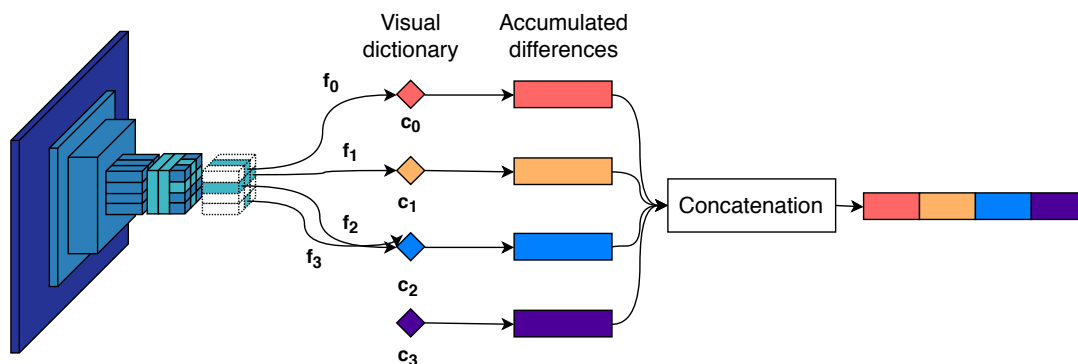 Visual
dictionary
Accumulated
differences
f0
c0
f1
c1
Concatenation
f2
f3
c2
c3